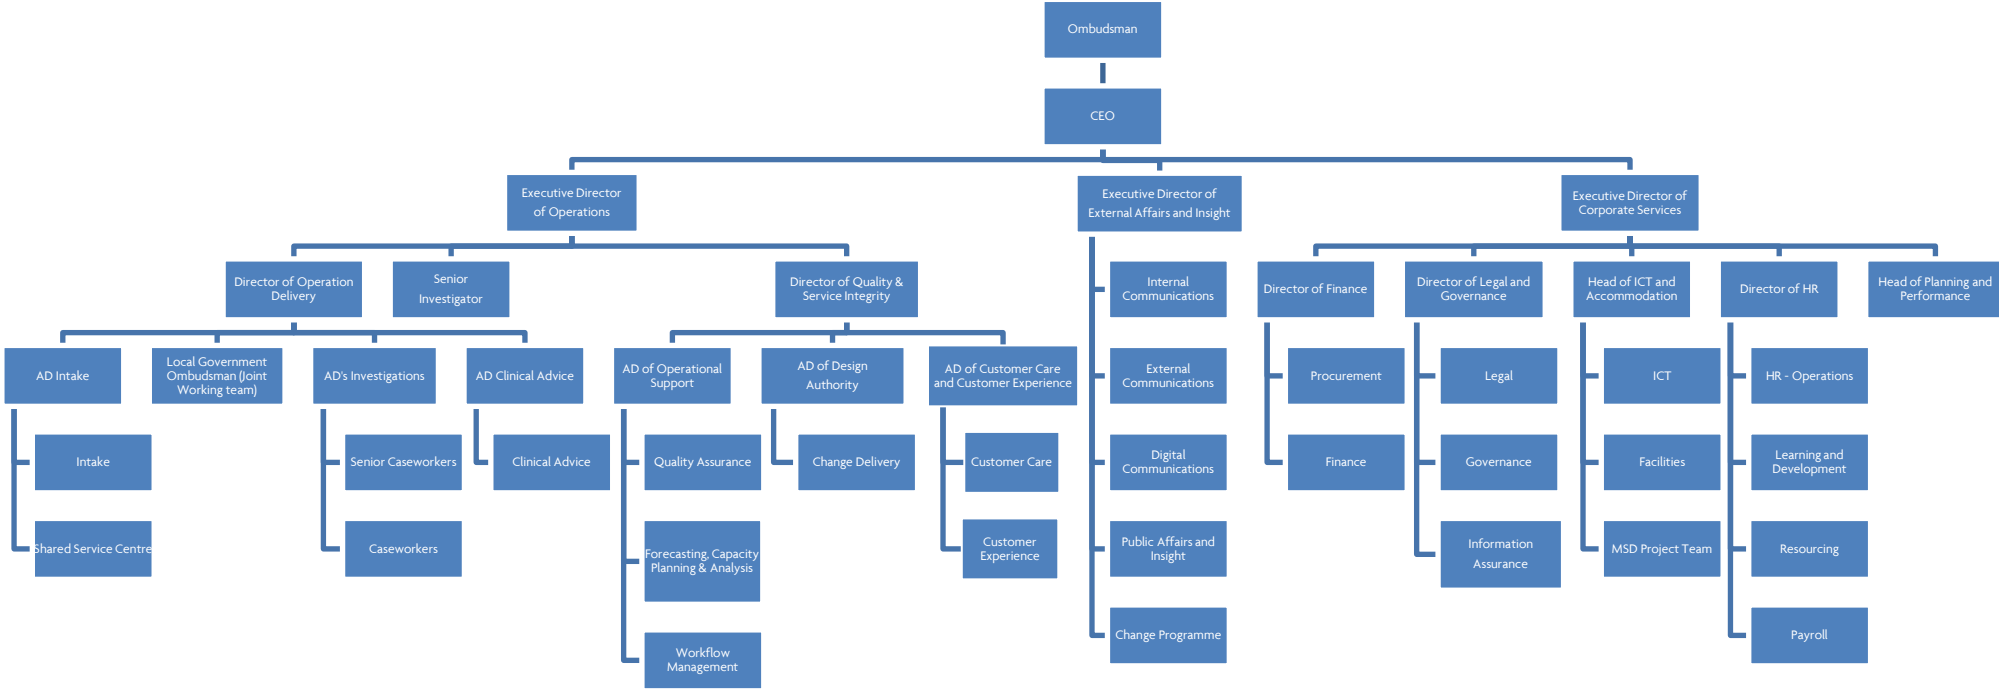 Ombudsman
CEO
Executive Director
of Operations
Executive Director of
External Affairs and Insight
Executive Director of
Corporate Services
Director of Operation
Delivery
Senior
Investigator
Director of Quality &
Service Integrity
Internal
Communications
Director of Finance
Director of Legal and
Governance
Head of ICT and
Accommodation
Director of HR
Head of Planning and
Performance
AD Intake
Local Government
Ombudsman (Joint
Working team)
AD's Investigations
AD Clinical Advice
AD of Operational
Support
AD of Design
Authority
AD of Customer Care
and Customer Experience
External
Communications
Procurement
Legal
ICT
HR - Operations
Intake
Senior Caseworkers
Clinical Advice
Quality Assurance
Change Delivery
Customer Care
Digital
Communications
Finance
Governance
Facilities
Learning and
Development
Shared Service Centre
Caseworkers
Forecasting, Capacity
Planning & Analysis
Customer
Experience
Public Affairs and
Insight
Information
Assurance
MSD Project Team
Resourcing
Workflow
Management
Change Programme
Payroll